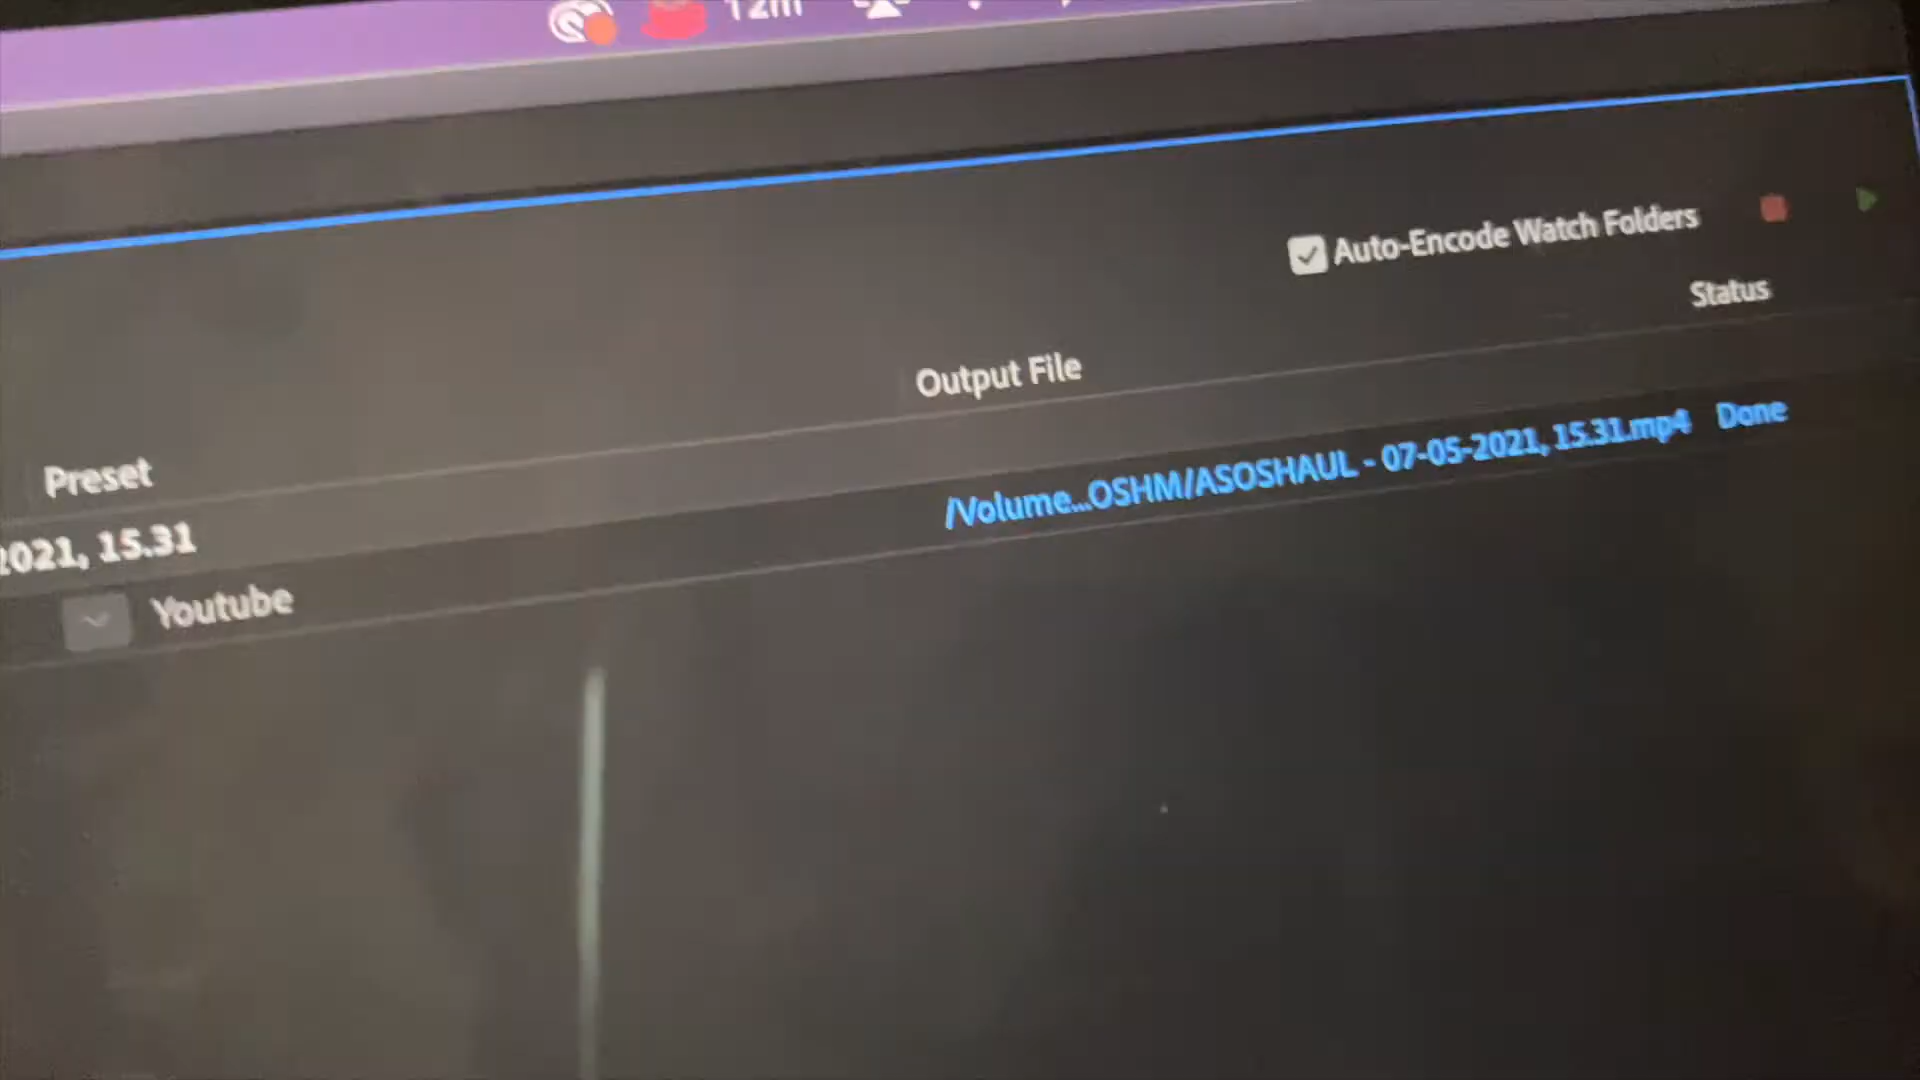 12m
Auto-Encode Watch Folders
Preset
Output File
Status
2021, 15.31
Youtube
/Volume...OSHM/ASOSHAUL - 07-05-2021, 15.31.mp4
Done